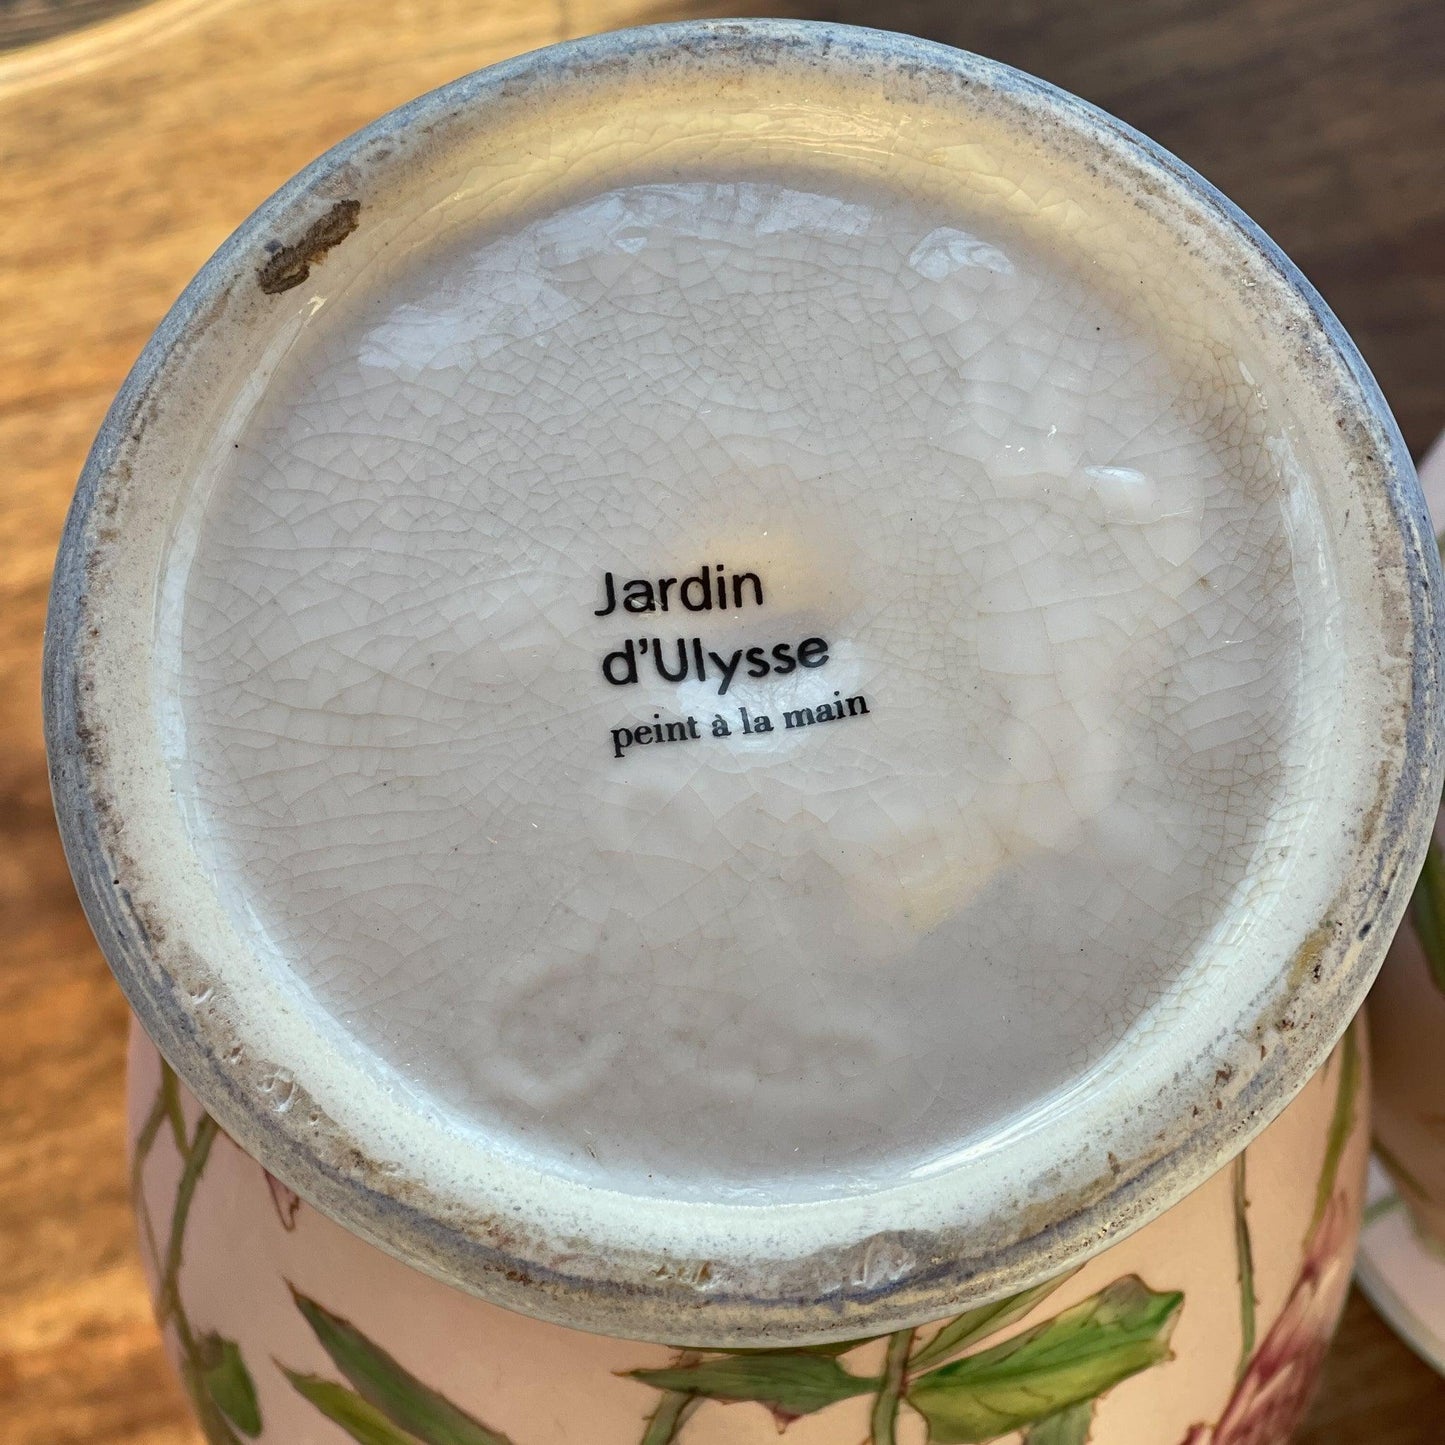 Jardin
d'Ulysse
peint à la main